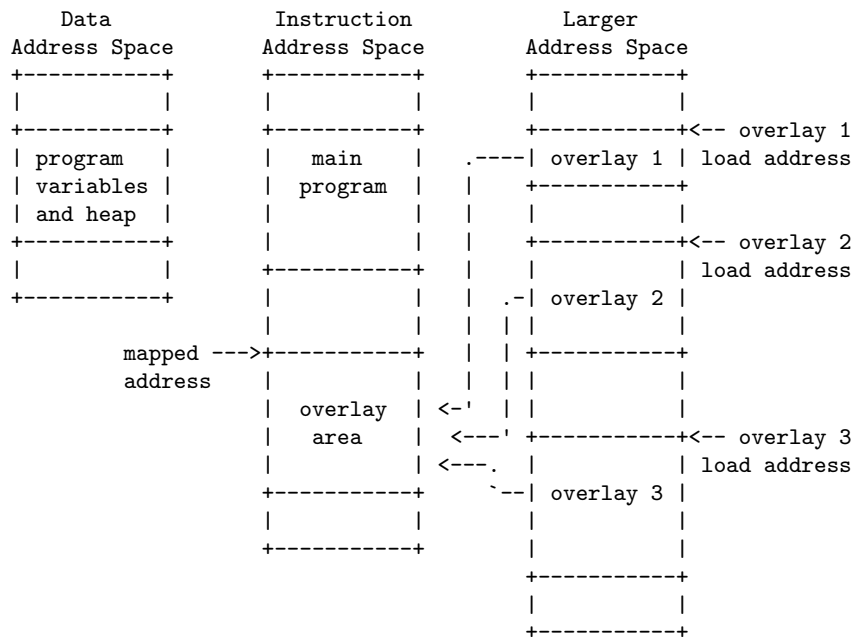 Data             Instruction            Larger
Address Space       Address Space        Address Space
+-----------+       +-----------+        +-----------+
|           |       |           |        |           |
+-----------+       +-----------+        +-----------+<-- overlay 1
| program   |       |   main    |   .----| overlay 1 | load address
| variables |       |  program  |   |    +-----------+
| and heap  |       |           |   |    |           |
+-----------+       |           |   |    +-----------+<-- overlay 2
|           |       +-----------+   |    |           | load address
+-----------+       |           |   |  .-| overlay 2 |
                    |           |   |  | |           |
         mapped --->+-----------+   |  | +-----------+
         address    |           |   |  | |           |
                    |  overlay  | <-'  | |           |
                    |   area    |  <---' +-----------+<-- overlay 3
                    |           | <---.  |           | load address
                    +-----------+     `--| overlay 3 |
                    |           |        |           |
                    +-----------+        |           |
                                         +-----------+
                                         |           |
                                         +-----------+